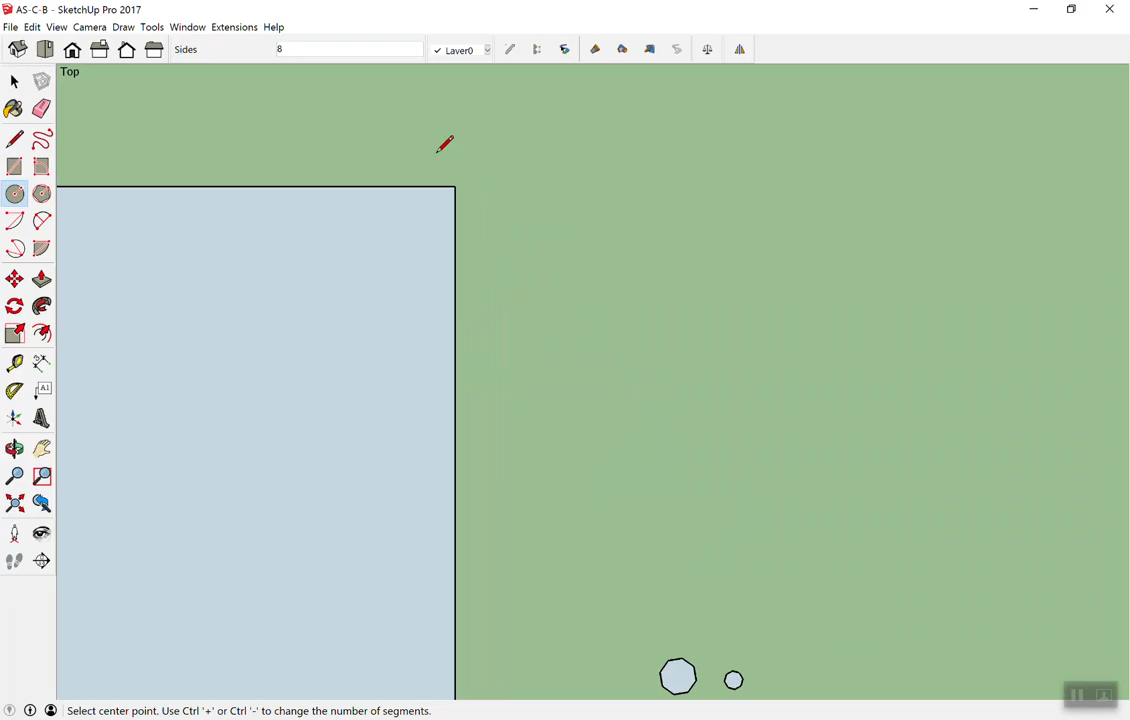 AS-C-B - SketchUp Pro 2017
File Edit View Camera Draw Tools Window Extensions Help
Sides 8 Layer0
Top
A1
Select center point. Use Ctrl '+' or Ctrl '-' to change the number of segments.